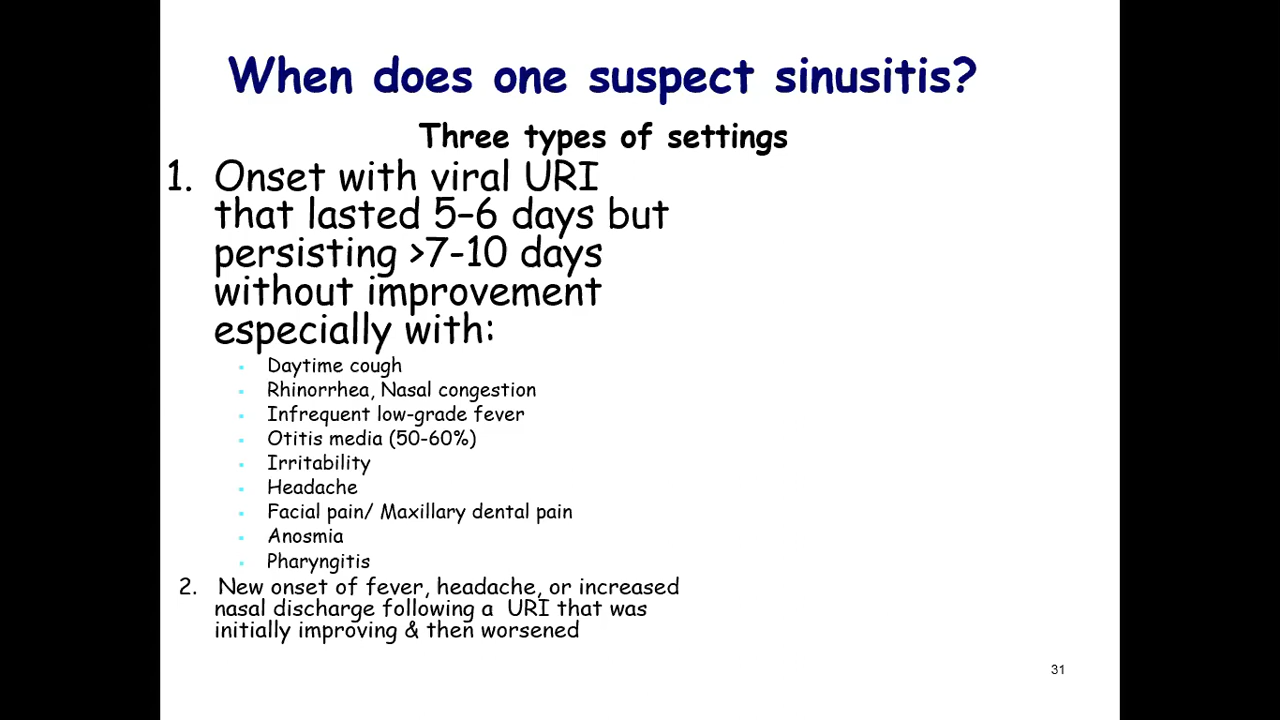 When does one suspect sinusitis?
Three types of settings
1. Onset with viral URI
that lasted 5–6 days but
persisting >7-10 days
without improvement
especially with:
▪ Daytime cough
▪ Rhinorrhea, Nasal congestion
▪ Infrequent low-grade fever
▪ Otitis media (50-60%)
▪ Irritability
▪ Headache
▪ Facial pain/ Maxillary dental pain
▪ Anosmia
▪ Pharyngitis
2. New onset of fever, headache, or increased
nasal discharge following a URI that was
initially improving & then worsened
31